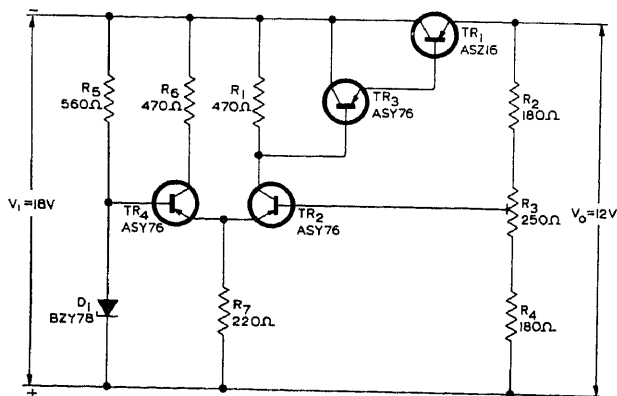 −
TR1
ASZ16
R5
560Ω
R6
470Ω
R1
470Ω
TR3
ASY76
R2
180Ω
V1=18V
TR4
ASY76
TR2
ASY76
R3
250Ω
Vo=12V
D1
BZY78
R7
220Ω
R4
180Ω
+